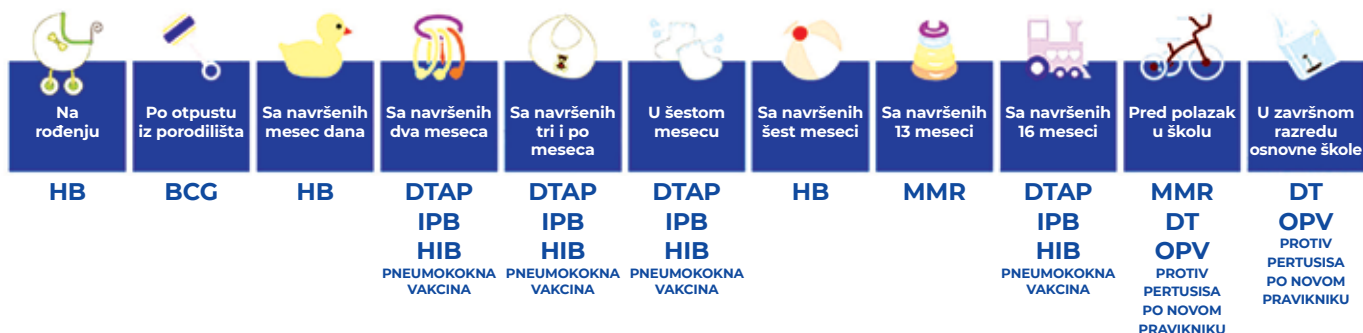 Na
rođenju
Po otpustu
iz porodilišta
Sa navršenih
mesec dana
Sa navršenih
dva meseca
Sa navršenih
tri i po
meseca
U šestom
mesecu
Sa navršenih
šest meseci
Sa navršenih
13 meseci
Sa navršenih
16 meseci
Pred polazak
u školu
U završnom
razredu
osnovne škole
HB
BCG
HB
DTAP
IPB
HIB
PNEUMOKOKNA
VAKCINA
DTAP
IPB
HIB
PNEUMOKOKNA
VAKCINA
DTAP
IPB
HIB
PNEUMOKOKNA
VAKCINA
HB
MMR
DTAP
IPB
HIB
PNEUMOKOKNA
VAKCINA
MMR
DT
OPV
PROTIV
PERTUSISA
PO NOVOM
PRAVIKNIKU
DT
OPV
PROTIV
PERTUSISA
PO NOVOM
PRAVIKNIKU